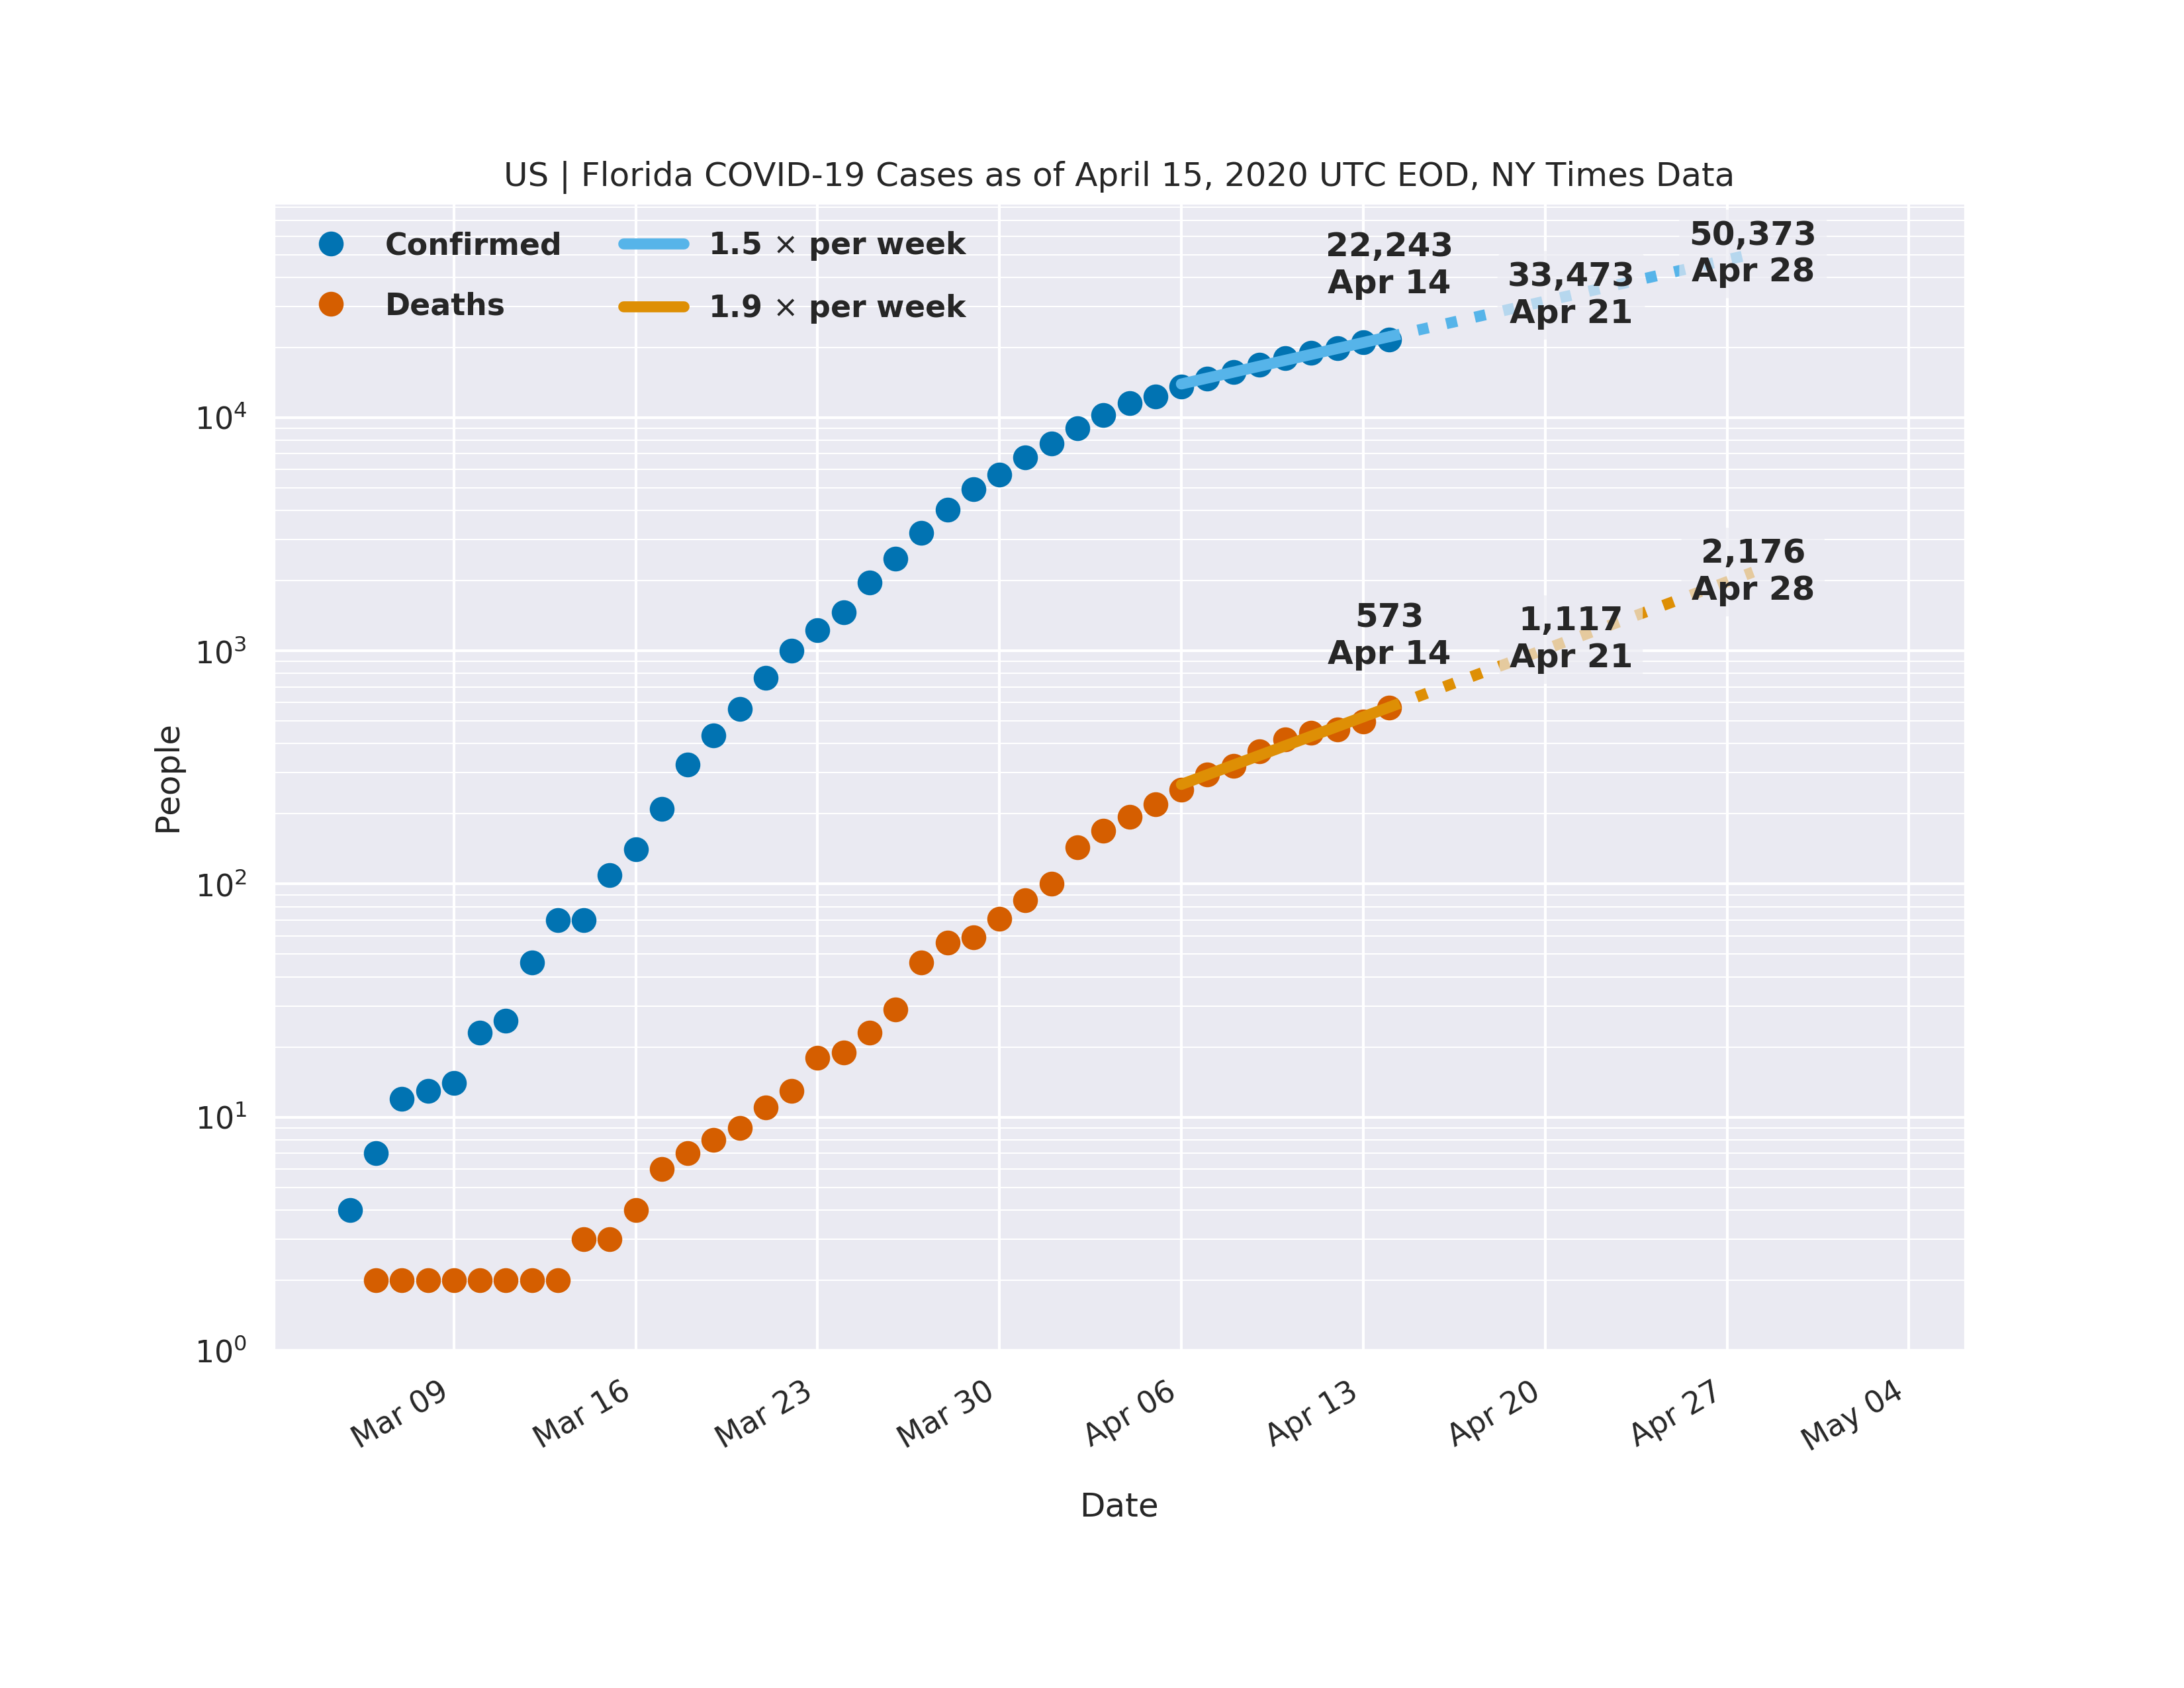 US | Florida COVID-19 Cases as of April 15, 2020 UTC EOD, NY Times Data
Confirmed
Deaths
1.5 × per week
1.9 × per week
22,243
Apr 14
33,473
Apr 21
50,373
Apr 28
573
Apr 14
1,117
Apr 21
2,176
Apr 28
People
10⁴
10³
10²
10¹
10⁰
Mar 09
Mar 16
Mar 23
Mar 30
Apr 06
Apr 13
Apr 20
Apr 27
May 04
Date